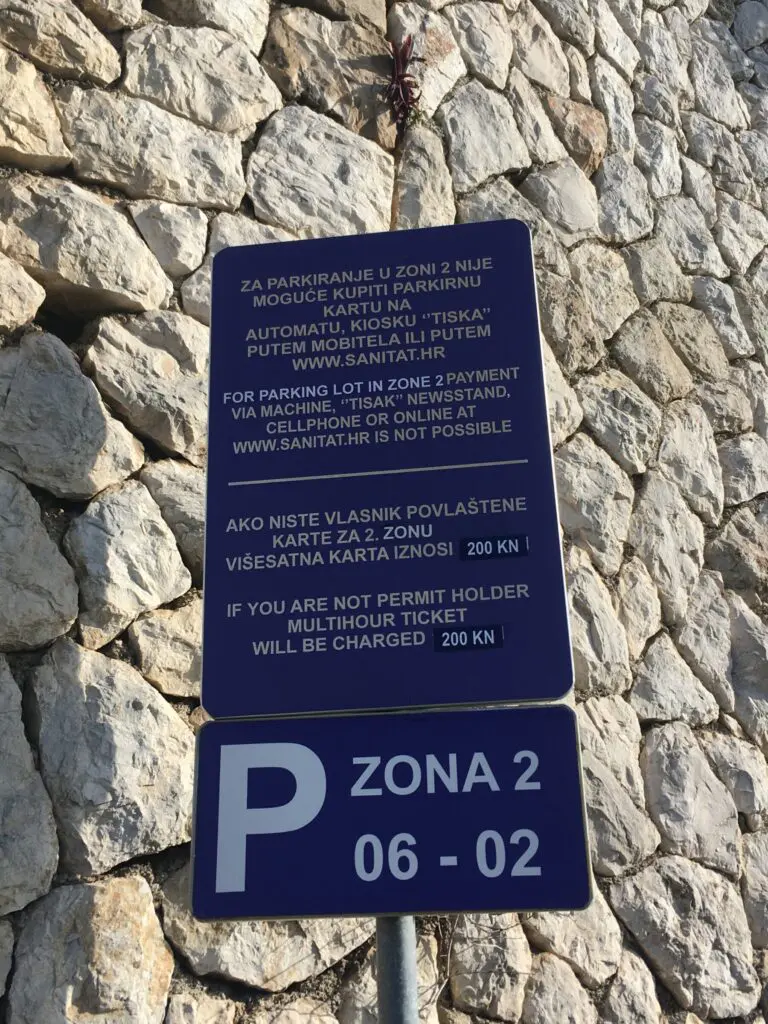 ZA PARKIRANJE U ZONI 2 NIJE
MOGUĆE KUPITI PARKIRNU
KARTU NA
AUTOMATU, KIOSKU ‘’TISKA’’
PUTEM MOBITELA ILI PUTEM
WWW.SANITAT.HR
FOR PARKING LOT IN ZONE 2 PAYMENT
VIA MACHINE, ‘’TISAK’’ NEWSSTAND,
CELLPHONE OR ONLINE AT
WWW.SANITAT.HR IS NOT POSSIBLE
AKO NISTE VLASNIK POVLAŠTENE
KARTE ZA 2. ZONU
VIŠESATNA KARTA IZNOSI 200 KN
IF YOU ARE NOT PERMIT HOLDER
MULTIHOUR TICKET
WILL BE CHARGED 200 KN
P ZONA 2
06 - 02